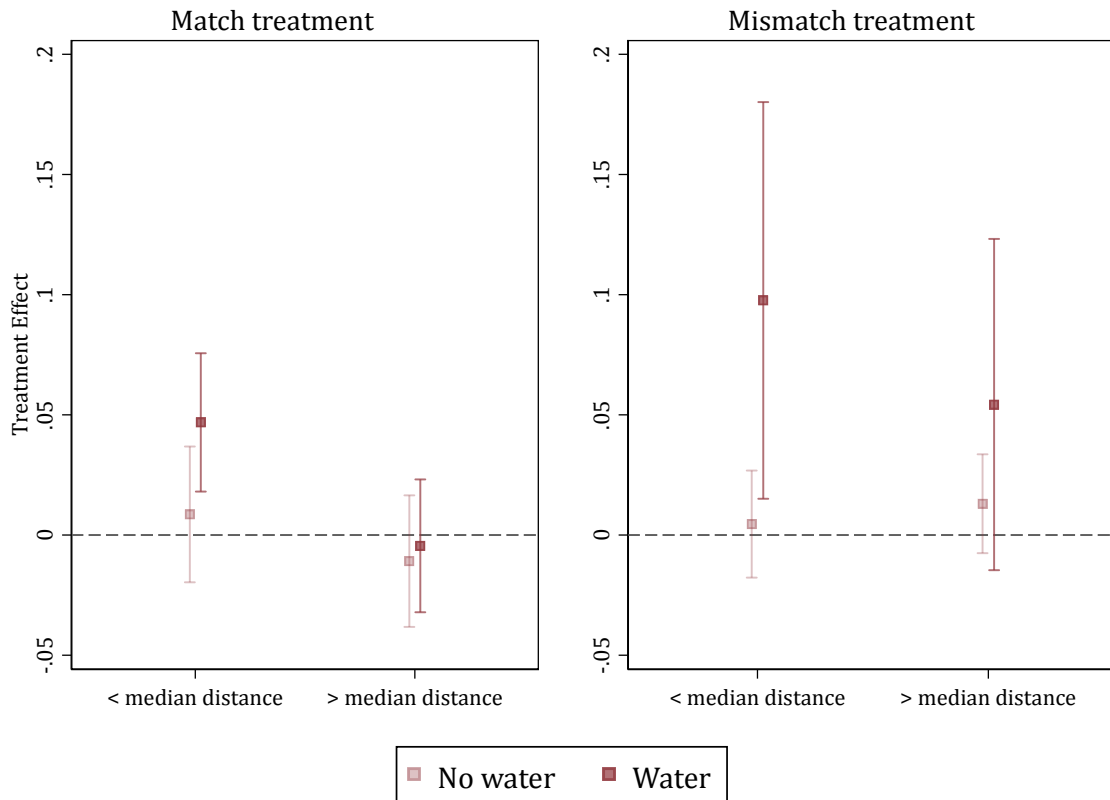 Match treatment
Mismatch treatment
Treatment Effect
.2
.15
.1
.05
0
-.05
< median distance
> median distance
.2
.15
.1
.05
0
-.05
< median distance
> median distance
No water
Water